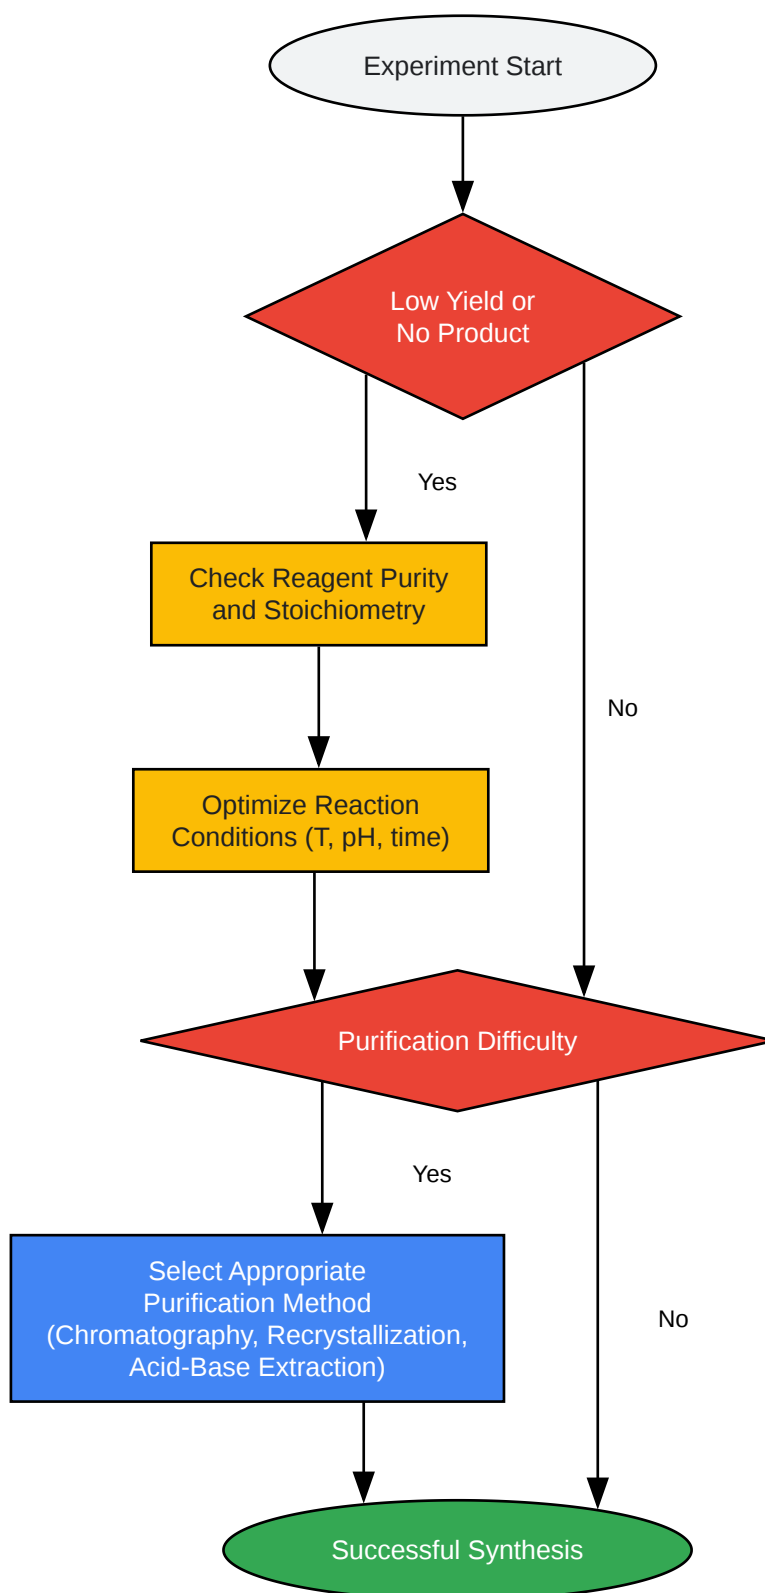 Experiment Start
Low Yield or
No Product
Yes
Check Reagent Purity
and Stoichiometry
No
Optimize Reaction
Conditions (T, pH, time)
Purification Difficulty
Yes
Select Appropriate
Purification Method
(Chromatography, Recrystallization,
Acid-Base Extraction)
No
Successful Synthesis